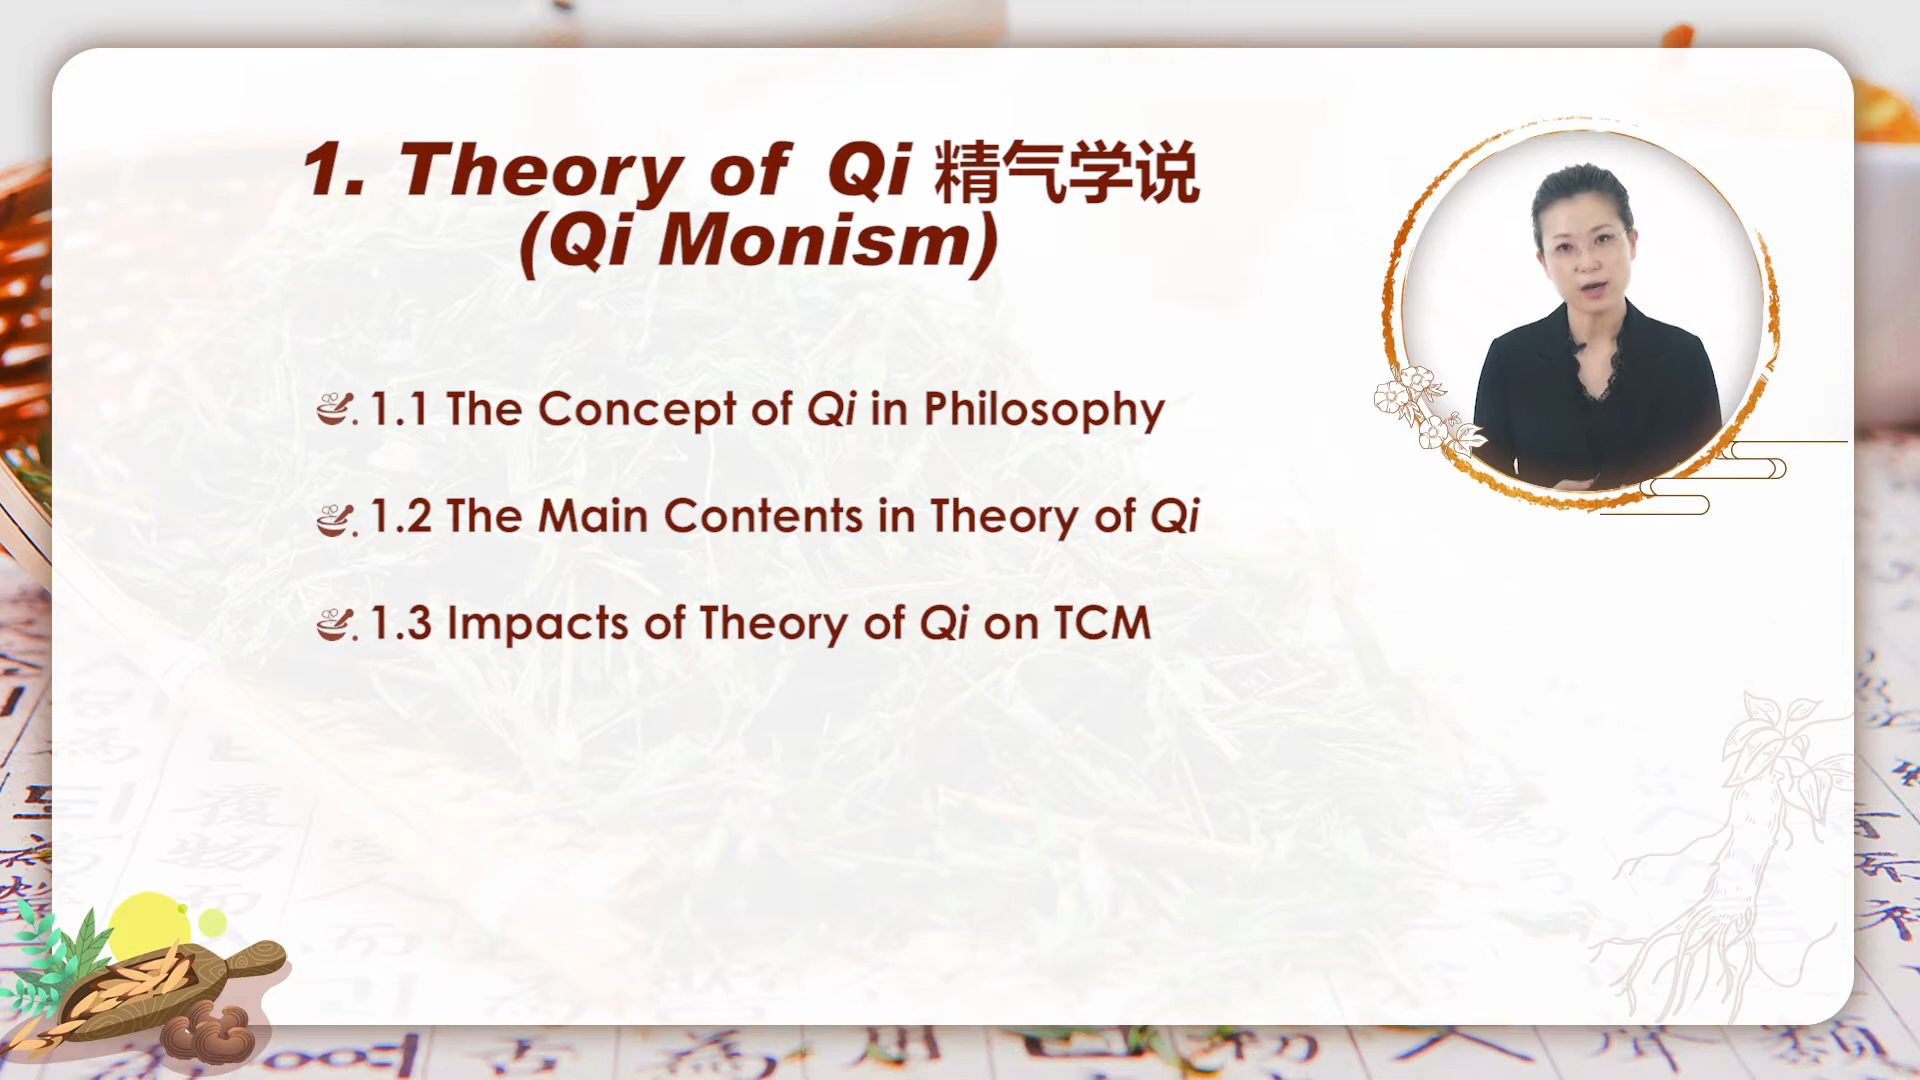 1. Theory of Qi 精气学说
(Qi Monism)
1.1 The Concept of Qi in Philosophy
1.2 The Main Contents in Theory of Qi
1.3 Impacts of Theory of Qi on TCM